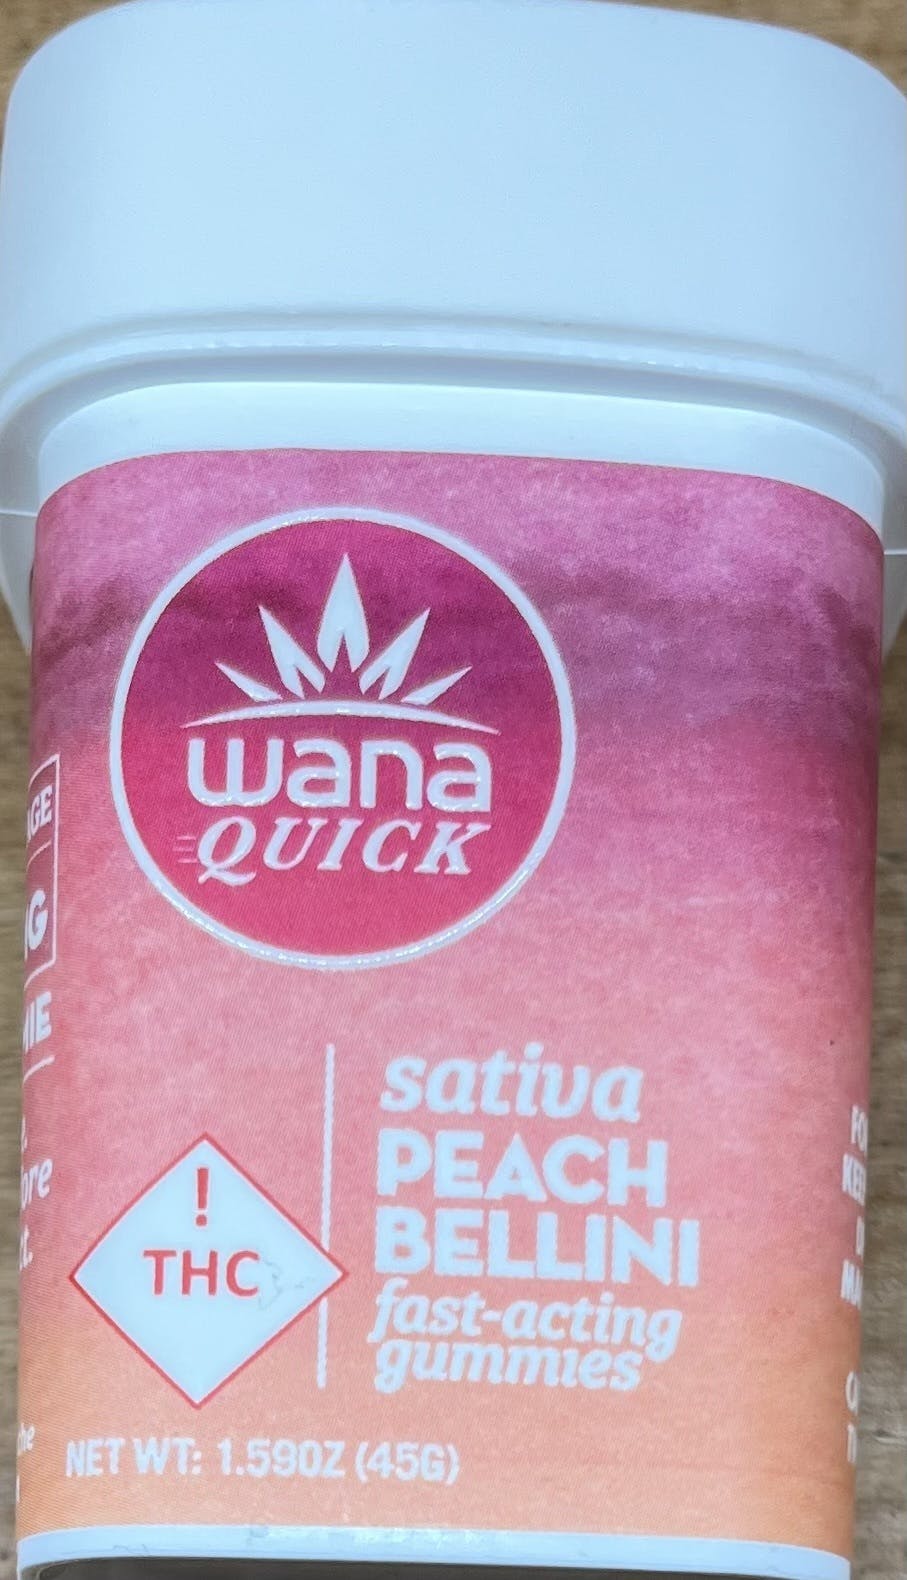 wana
QUICK
sativa
PEACH
BELLINI
fast-acting
gummies
!
THC
NET WT: 1.59OZ (45G)